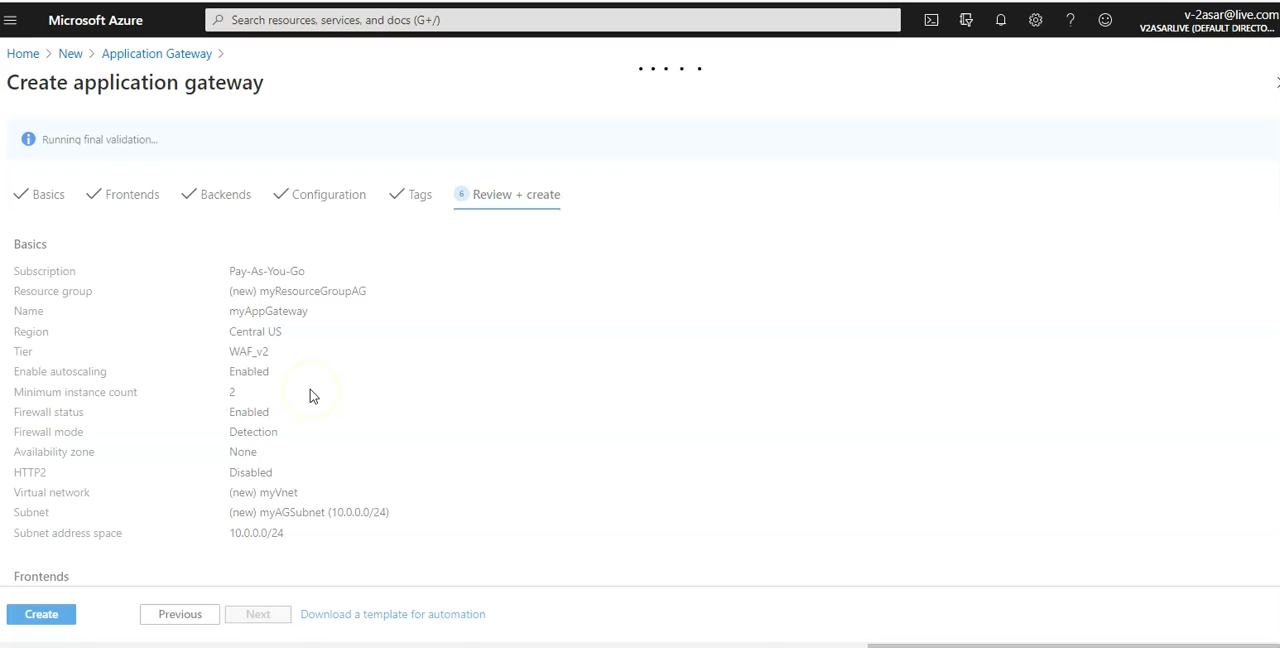 Microsoft Azure
Search resources, services, and docs (G+/)
v-2asar@live.com
V2ASARLIVE (DEFAULT DIRECTO...
Home > New > Application Gateway >
Create application gateway
Running final validation...
Basics Frontends Backends Configuration Tags 6 Review + create
Basics
Subscription Pay-As-You-Go
Resource group (new) myResourceGroupAG
Name myAppGateway
Region Central US
Tier WAF_v2
Enable autoscaling Enabled
Minimum instance count 2
Firewall status Enabled
Firewall mode Detection
Availability zone None
HTTP2 Disabled
Virtual network (new) myVnet
Subnet (new) myAGSubnet (10.0.0.0/24)
Subnet address space 10.0.0.0/24
Frontends
Create Previous Next Download a template for automation